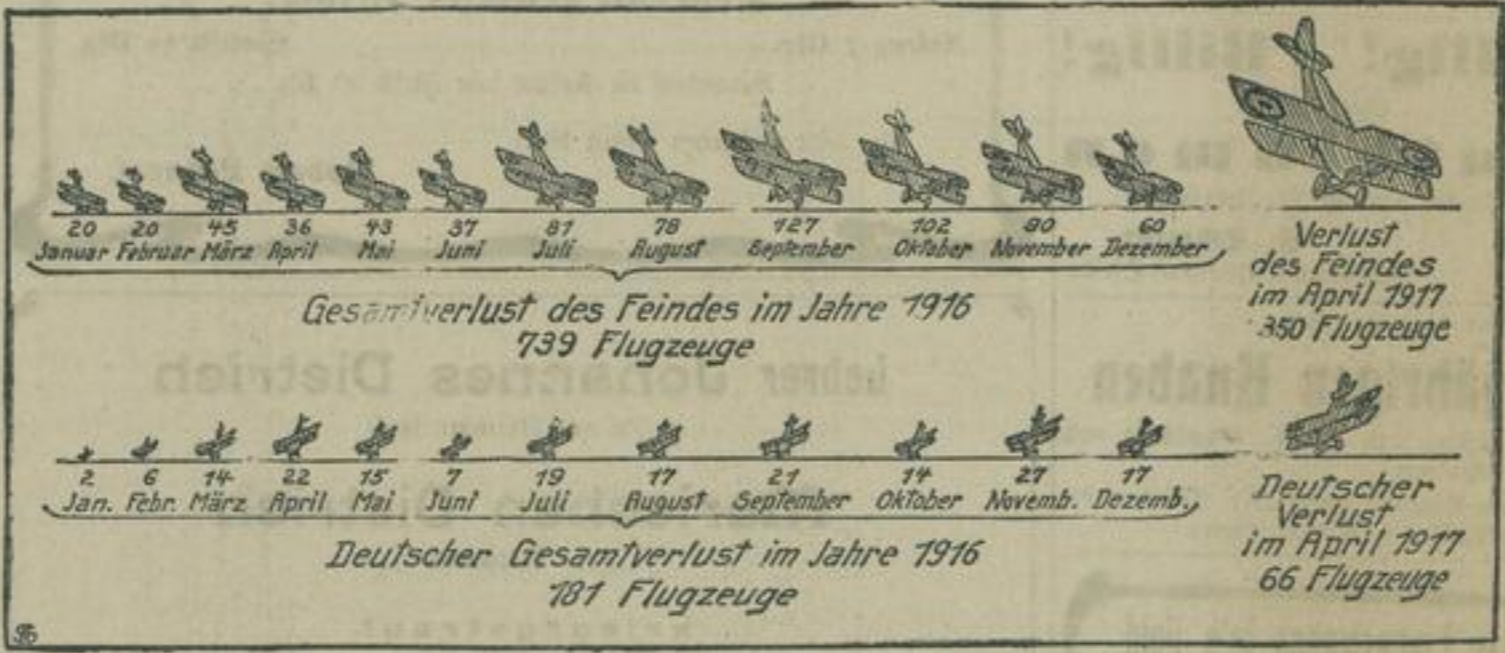 20 20 45 36 43 37 81 78 127 102 90 60
Januar Februar März April Mai Juni Juli August September Oktober November Dezember
Gesamtverlust des Feindes im Jahre 1916
739 Flugzeuge
Verlust
des Feindes
im April 1917
350 Flugzeuge
2 6 14 22 15 7 19 17 21 14 27 17
Jan. Febr. März April Mai Juni Juli August September Oktober Novemb. Dezemb.
Deutscher Gesamtverlust im Jahre 1916
181 Flugzeuge
Deutscher
Verlust
im April 1917
66 Flugzeuge